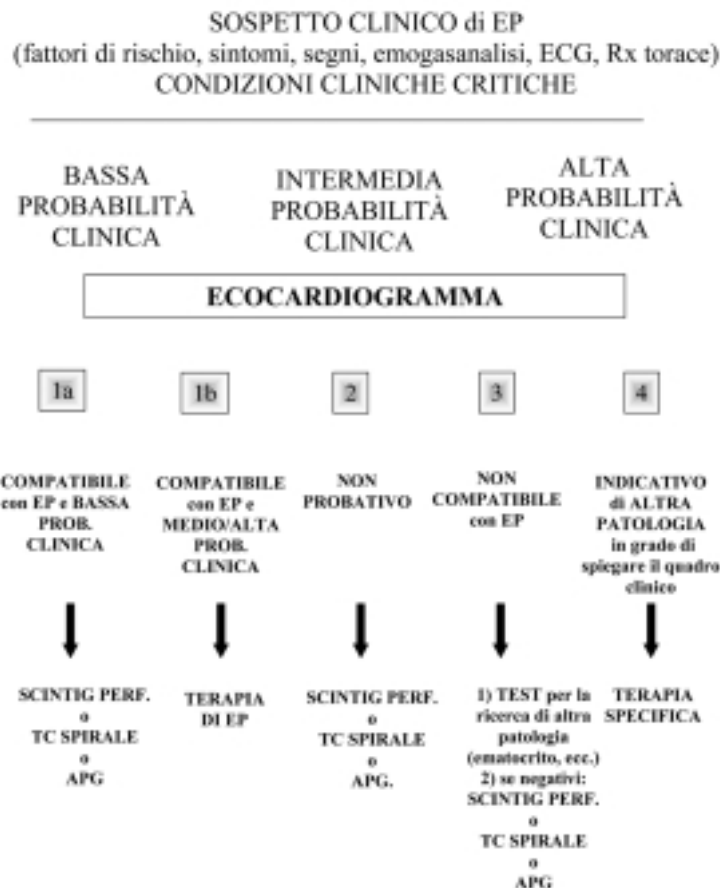 SOSPETTO CLINICO di EP
(fattori di rischio, sintomi, segni, emogasanalisi, ECG, Rx torace)
CONDIZIONI CLINICHE CRITICHE
BASSA
PROBABILITÀ
CLINICA
INTERMEDIA
PROBABILITÀ
CLINICA
ALTA
PROBABILITÀ
CLINICA
ECOCARDIOGRAMMA
1a
1b
2
3
4
COMPATIBILE
con EP e BASSA
PROB.
CLINICA
COMPATIBILE
con EP e
MEDIO/ALTA
PROB.
CLINICA
NON
PROBATIVO
NON
COMPATIBILE
con EP
INDICATIVO
di ALTRA
PATOLOGIA
in grado di
spiegare il quadro
clinico
SCINTIG PERF.
o
TC SPIRALE
o
APG
TERAPIA
DI EP
SCINTIG PERF.
o
TC SPIRALE
o
APG.
1) TEST per la
ricerca di altra
patologia
(ematocrito, ecc.)
2) se negativi:
SCINTIG PERF.
o
TC SPIRALE
o
APG
TERAPIA
SPECIFICA